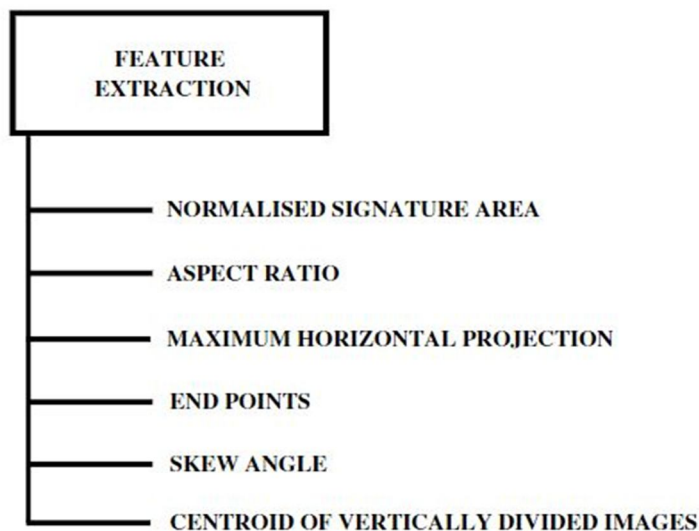 FEATURE
EXTRACTION
NORMALISED SIGNATURE AREA
ASPECT RATIO
MAXIMUM HORIZONTAL PROJECTION
END POINTS
SKEW ANGLE
CENTROID OF VERTICALLY DIVIDED IMAGES